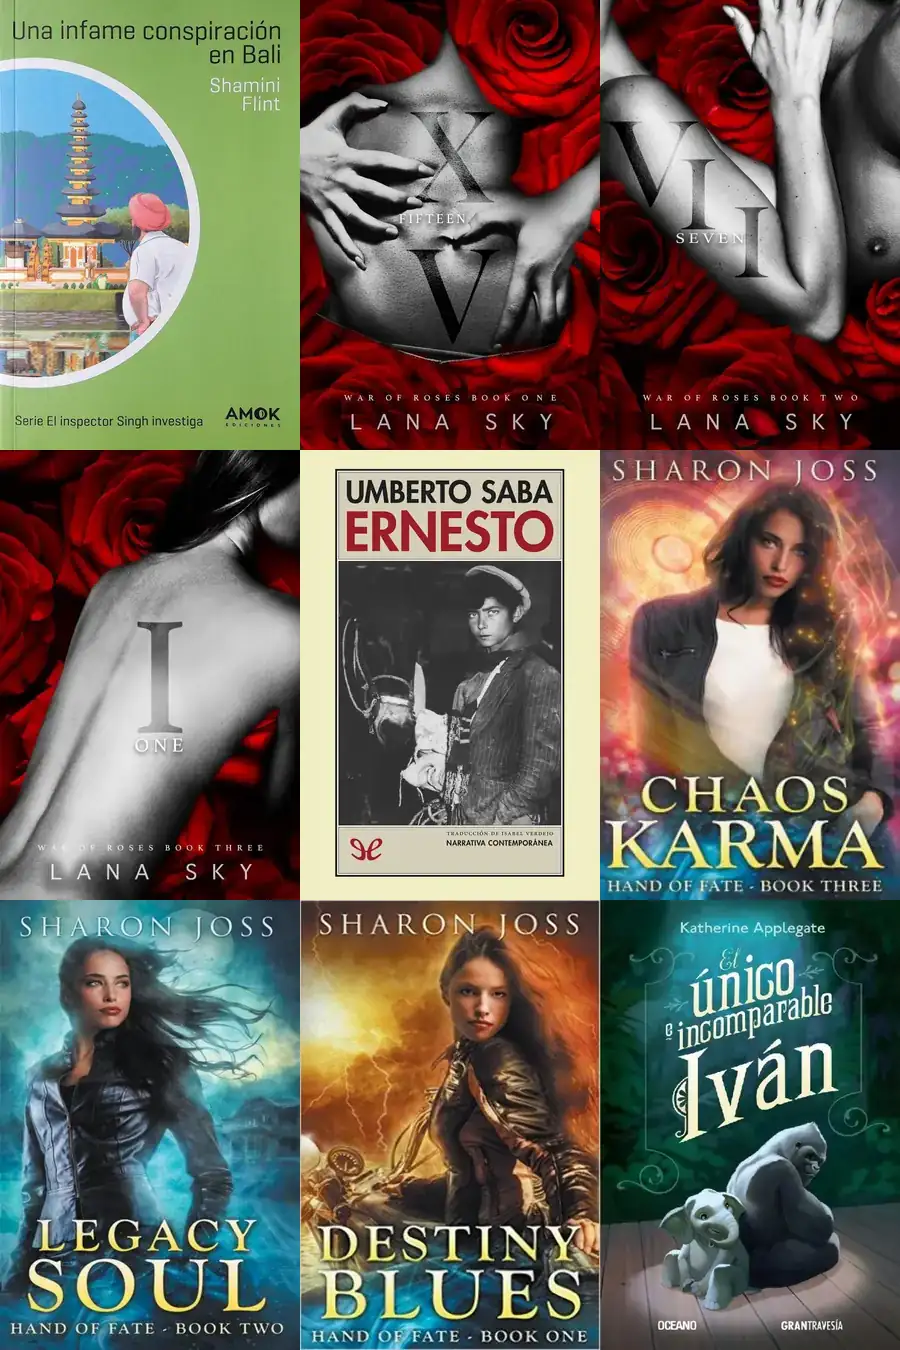 Una infame conspiración
en Bali
Shamini
Flint
Serie El inspector Singh investiga
AMOK
EDICIONES
X
FIFTEEN
V
WAR OF ROSES BOOK ONE
LANA SKY
VII
SEVEN
WAR OF ROSES BOOK TWO
LANA SKY
I
ONE
WAR OF ROSES BOOK THREE
LANA SKY
UMBERTO SABA
ERNESTO
TRADUCCIÓN DE ISABEL VERDEJO
NARRATIVA CONTEMPORÁNEA
SHARON JOSS
CHAOS
KARMA
HAND OF FATE - BOOK THREE
SHARON JOSS
LEGACY
SOUL
HAND OF FATE - BOOK TWO
SHARON JOSS
DESTINY
BLUES
HAND OF FATE - BOOK ONE
Katherine Applegate
El
único
e incomparable
Iván
OCEANO
GRANTRAVESÍA